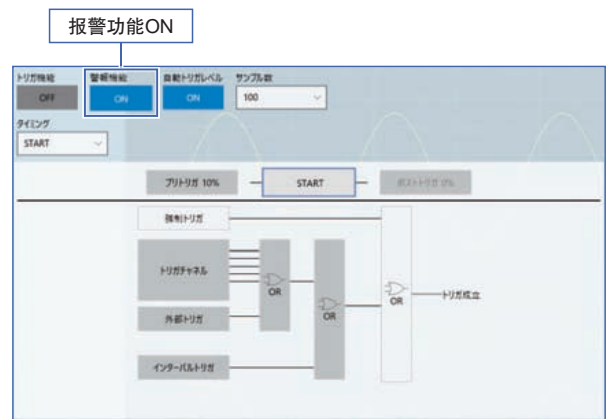 报警功能ON
トリガ機能 警報機能 自動トリガレベル サンプル数
OFF ON ON 100
タイミング
START
プリトリガ 10% START ポストトリガ 0%
強制トリガ
トリガチャネル
OR
外部トリガ
OR
OR
トリガ成立
インターバルトリガ